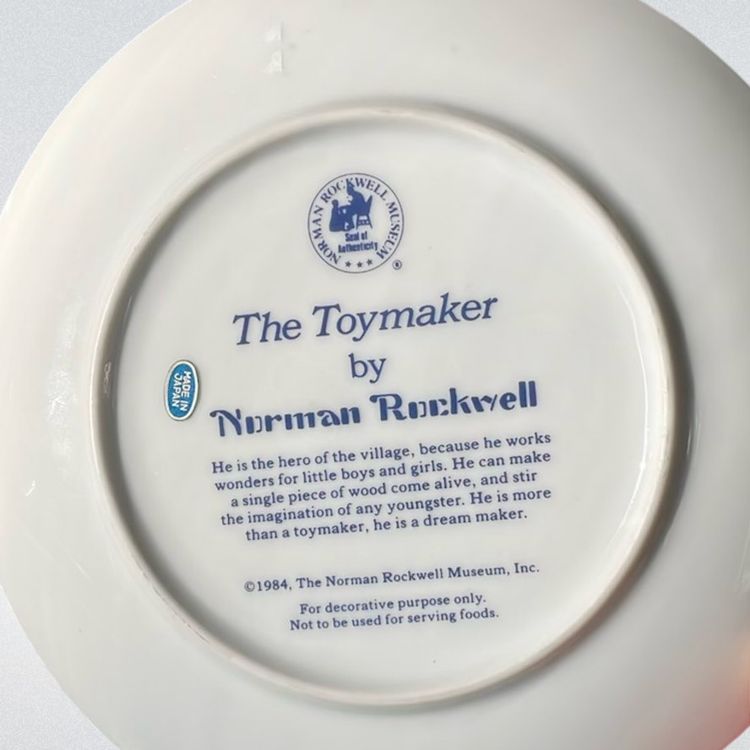 NORMAN ROCKWELL MUSEUM
Seal of
Authenticity
★ ★ ★
®
The Toymaker
by
Norman Rockwell
MADE IN
JAPAN
He is the hero of the village, because he works
wonders for little boys and girls. He can make
a single piece of wood come alive, and stir
the imagination of any youngster. He is more
than a toymaker, he is a dream maker.
©1984, The Norman Rockwell Museum, Inc.
For decorative purpose only.
Not to be used for serving foods.